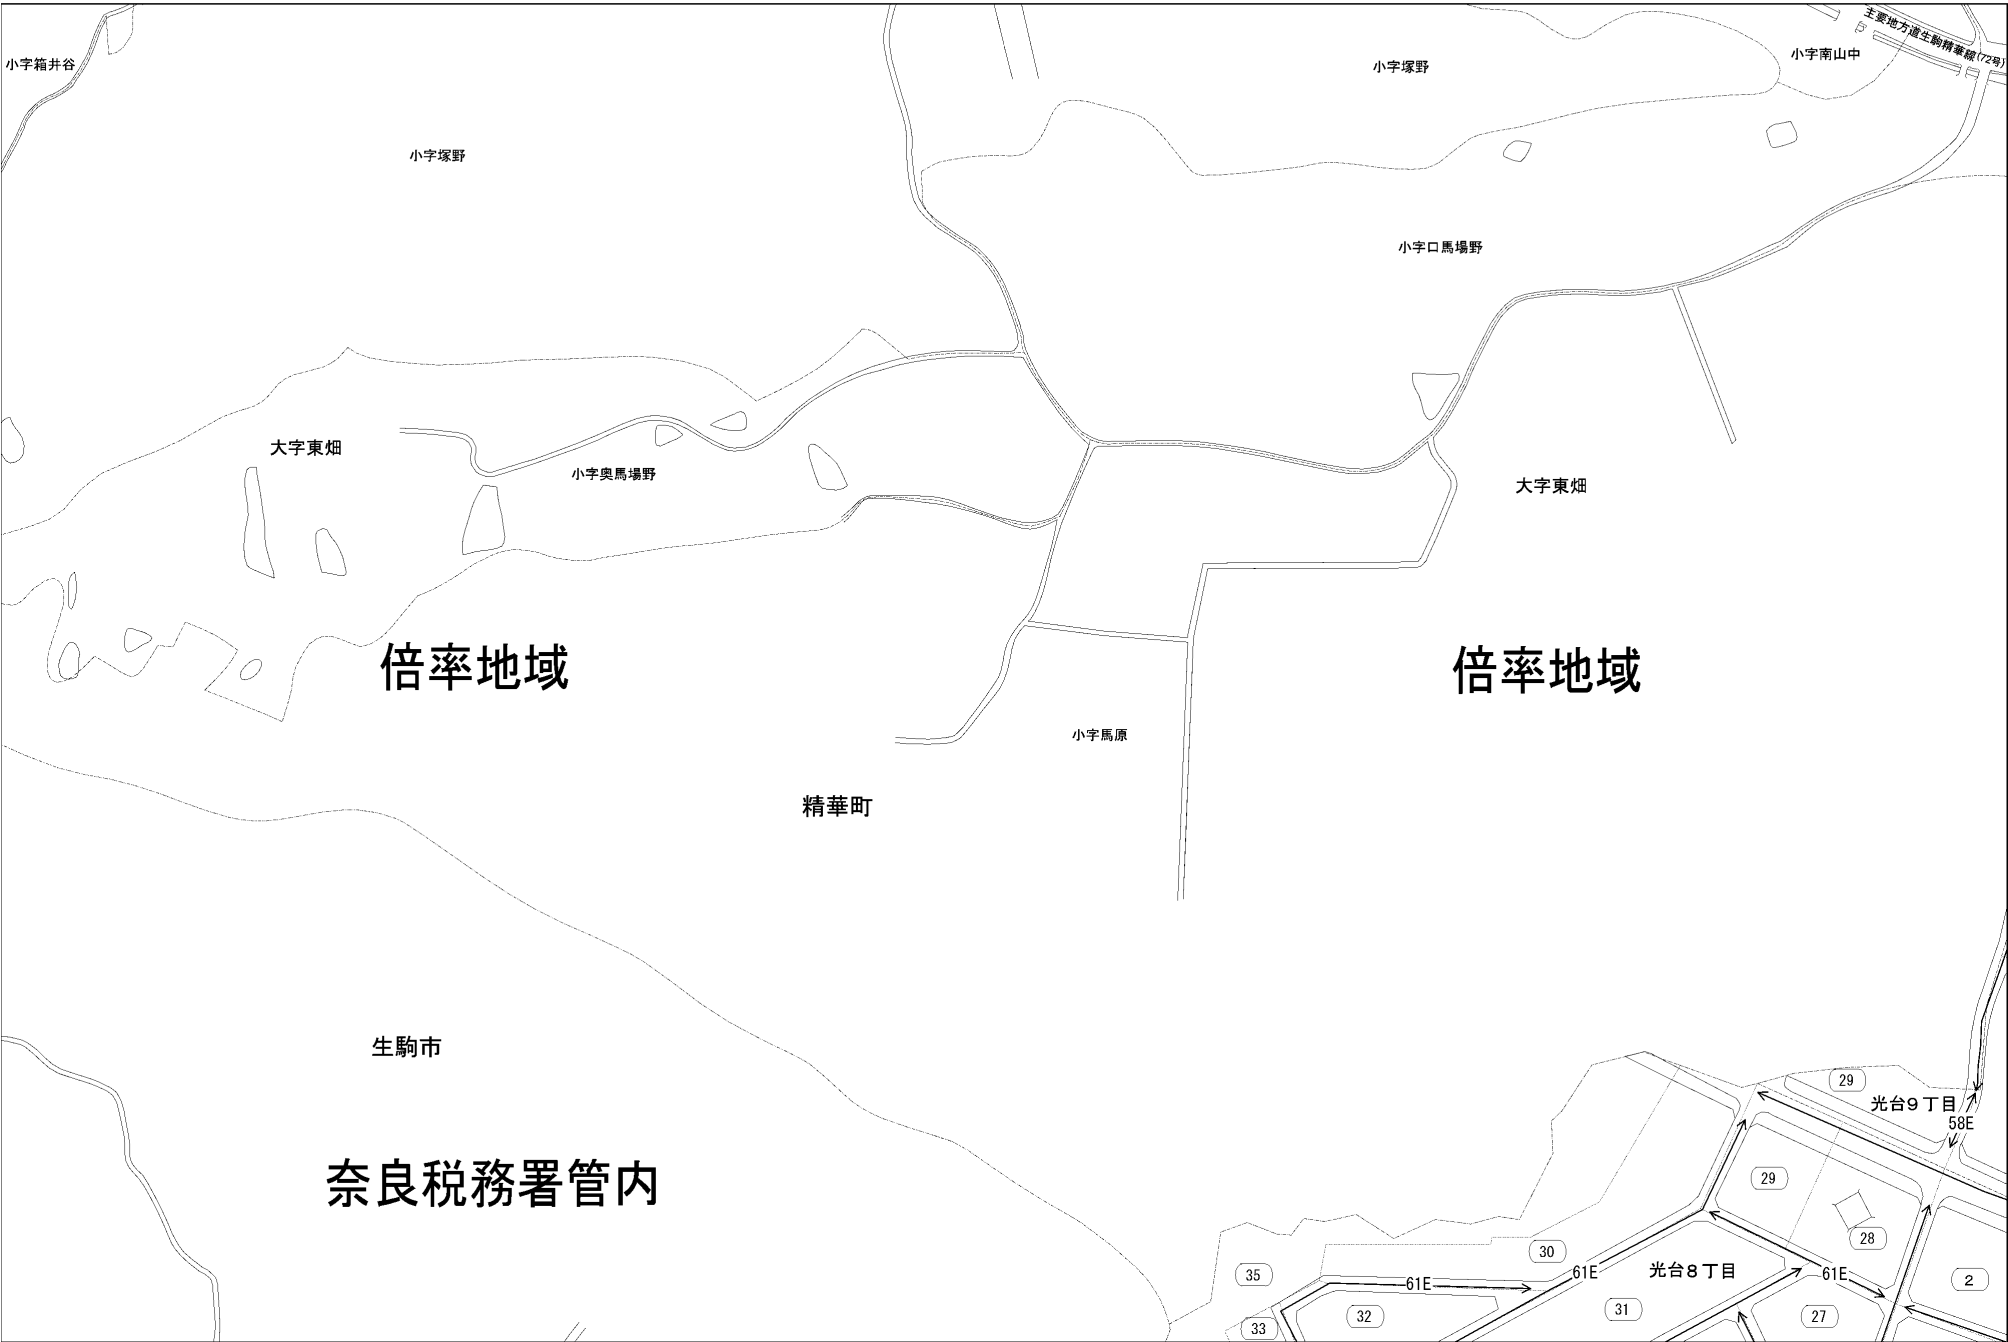 主要地方道生駒精華線(72号)
小字箱井谷
小字塚野
小字南山中
小字塚野
小字口馬場野
大字東畑
小字奥馬場野
大字東畑
倍率地域
倍率地域
小字馬原
精華町
生駒市
奈良税務署管内
29
光台9丁目
58E
29
28
30
61E
光台8丁目
61E
35
61E
2
32
31
27
33